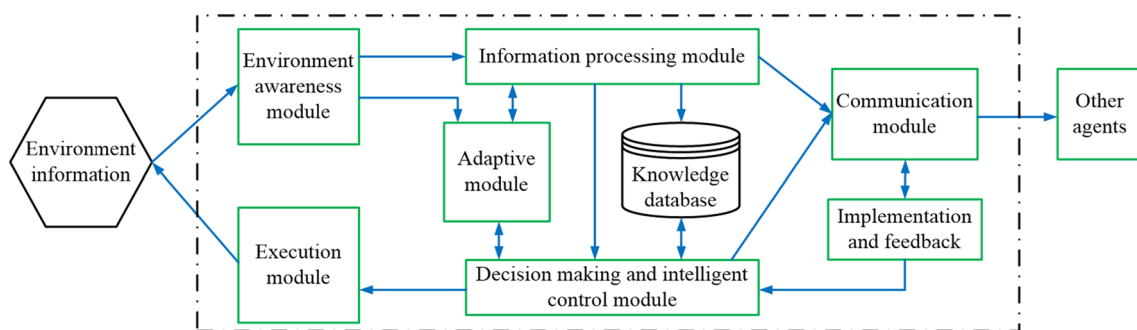 Environment
information
Environment
awareness
module
Information processing module
Adaptive
module
Knowledge
database
Communication
module
Other
agents
Implementation
and feedback
Execution
module
Decision making and intelligent
control module